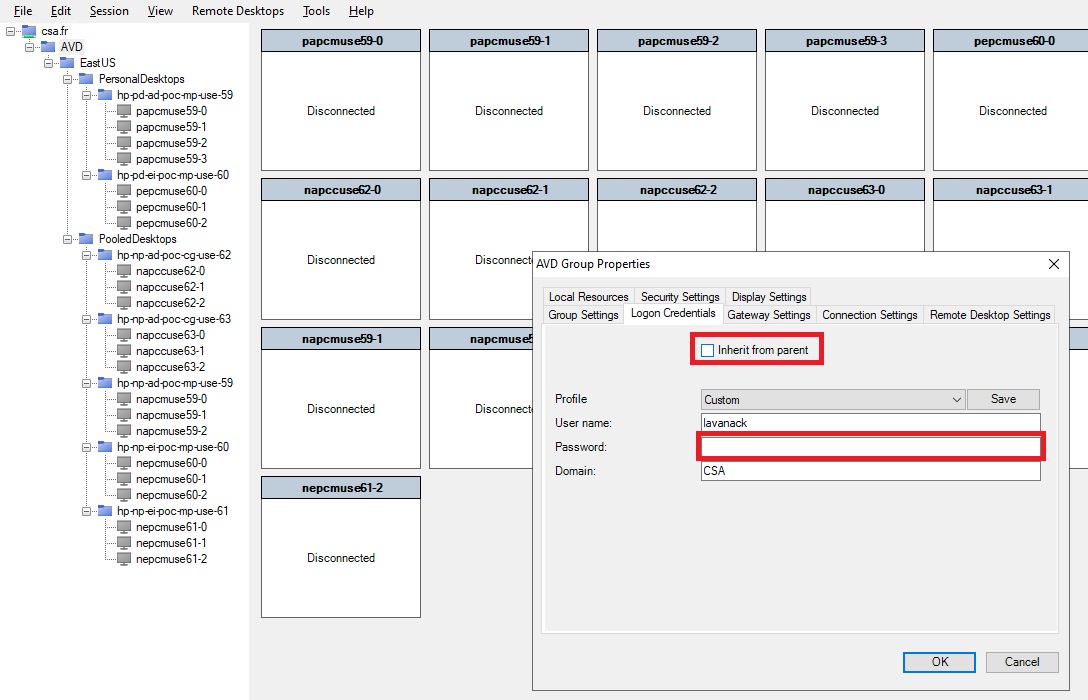 File Edit Session View Remote Desktops Tools Help
csa.fr
AVD
EastUS
PersonalDesktops
hp-pd-ad-poc-mp-use-59
papcmuse59-0
papcmuse59-1
papcmuse59-2
papcmuse59-3
hp-pd-ei-poc-mp-use-60
pepcmuse60-0
pepcmuse60-1
pepcmuse60-2
PooledDesktops
hp-np-ad-poc-cg-use-62
napccuse62-0
napccuse62-1
napccuse62-2
hp-np-ad-poc-cg-use-63
napccuse63-0
napccuse63-1
napccuse63-2
hp-np-ad-poc-mp-use-59
napcmuse59-0
napcmuse59-1
napcmuse59-2
hp-np-ei-poc-mp-use-60
nepcmuse60-0
nepcmuse60-1
nepcmuse60-2
hp-np-ei-poc-mp-use-61
nepcmuse61-0
nepcmuse61-1
nepcmuse61-2
papcmuse59-0 papcmuse59-1 papcmuse59-2 papcmuse59-3 pepcmuse60-0
Disconnected Disconnected Disconnected Disconnected Disconnected
napccuse62-0 napccuse62-1 napccuse62-2 napccuse63-0 napccuse63-1
Disconnected Disconnec
napcmuse59-1 napcmuse5
Disconnected Disconnec
nepcmuse61-2
Disconnected
AVD Group Properties
Local Resources Security Settings Display Settings
Group Settings Logon Credentials Gateway Settings Connection Settings Remote Desktop Settings
Inherit from parent
Profile Custom Save
User name: lavanack
Password:
Domain: CSA
OK Cancel